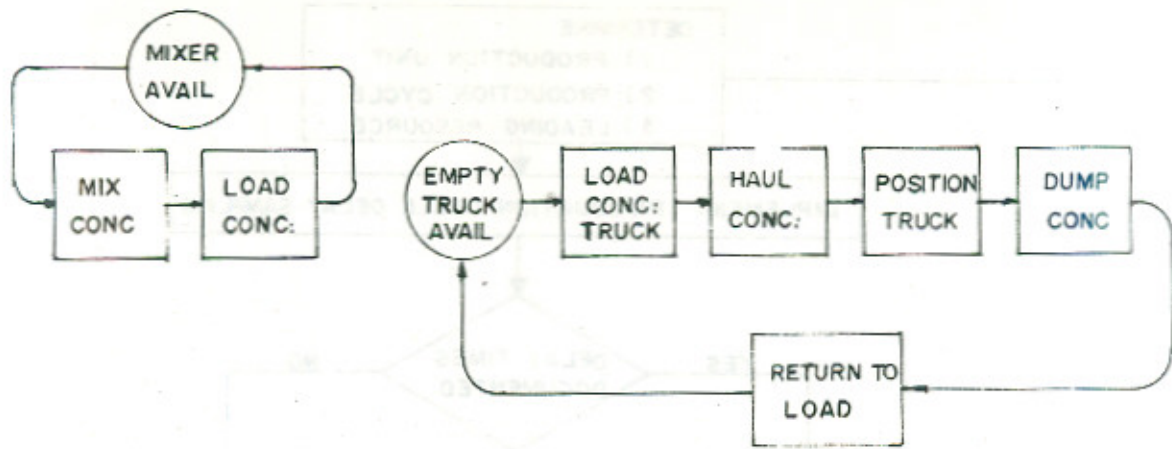 MIXER
AVAIL
MIX
CONC
LOAD
CONC:
EMPTY
TRUCK
AVAIL
LOAD
CONC:
TRUCK
HAUL
CONC:
POSITION
TRUCK
DUMP
CONC
RETURN TO
LOAD